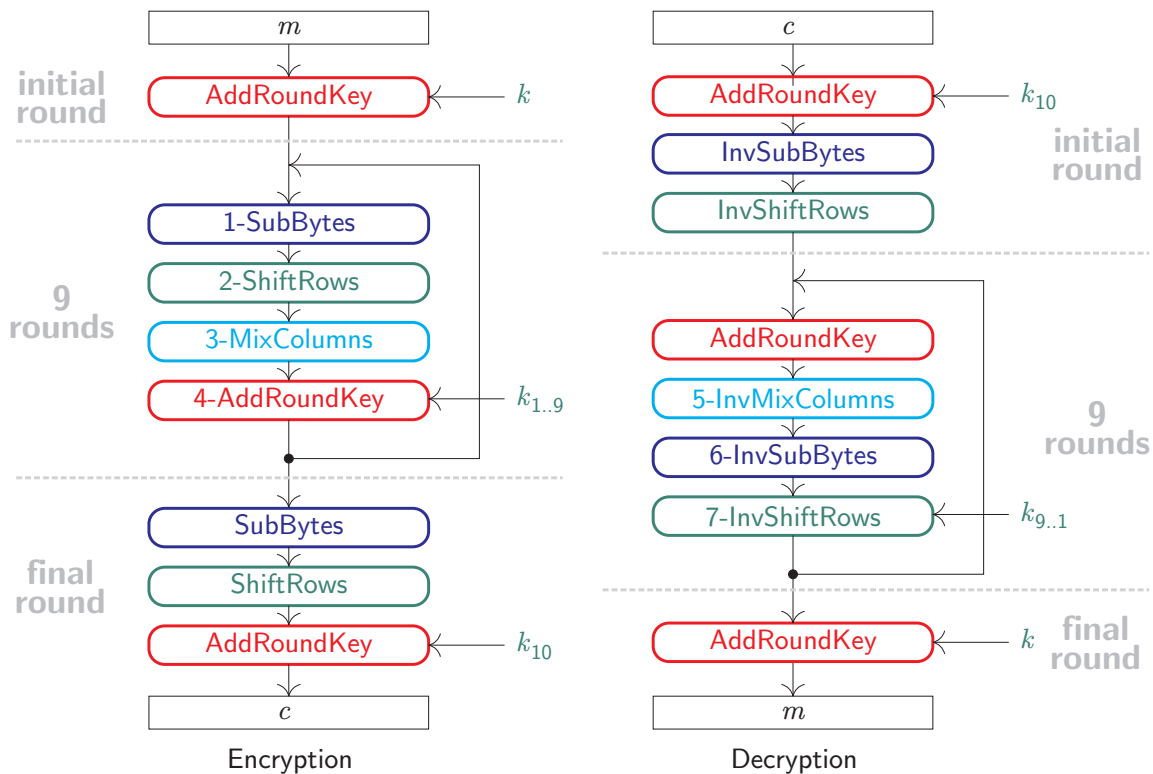 m
initial
round
AddRoundKey
k
9
rounds
1-SubBytes
2-ShiftRows
3-MixColumns
4-AddRoundKey
k1..9
final
round
SubBytes
ShiftRows
AddRoundKey
k10
c
Encryption
c
AddRoundKey
k10
initial
round
InvSubBytes
InvShiftRows
AddRoundKey
5-InvMixColumns
9
rounds
6-InvSubBytes
7-InvShiftRows
k9..1
AddRoundKey
k
final
round
m
Decryption